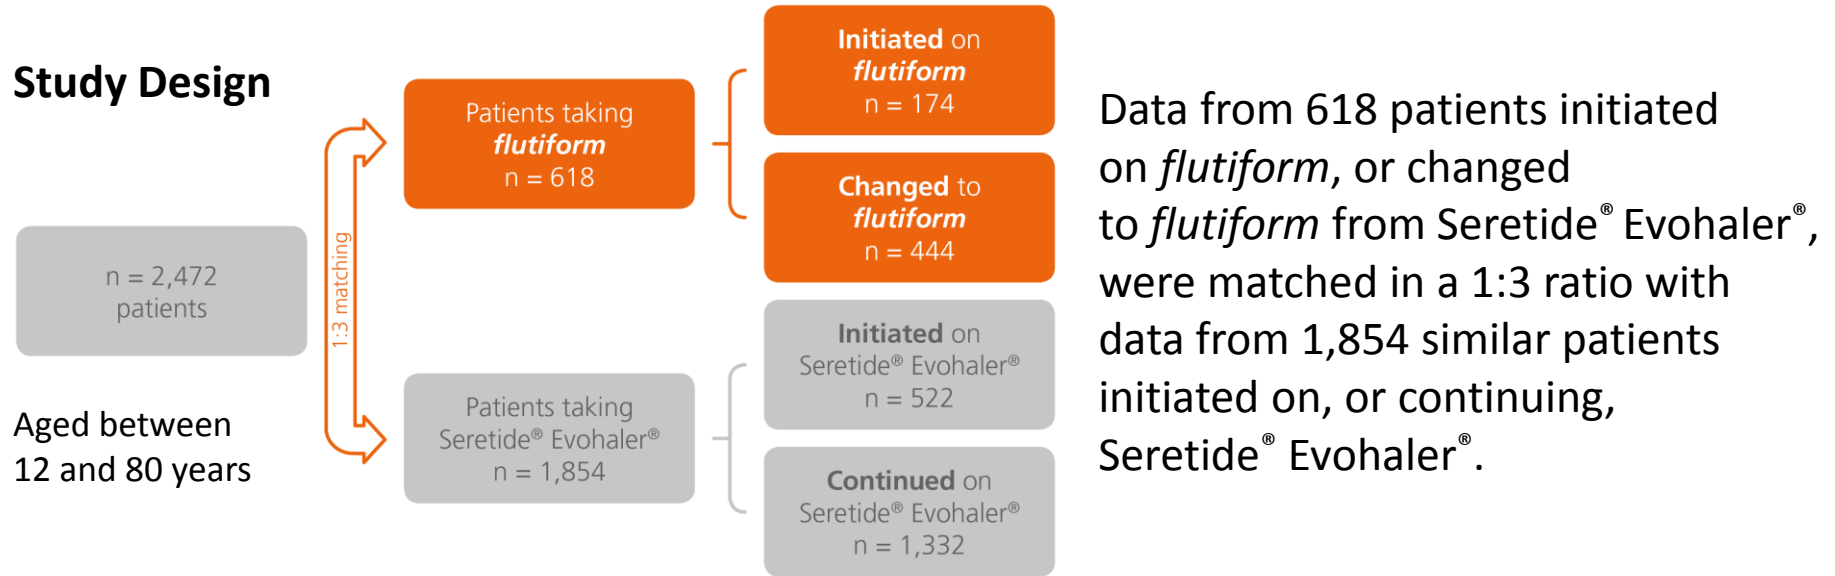 Study Design
n = 2,472
patients
Aged between
12 and 80 years
1:3 matching
Patients taking
flutiform
n = 618
Patients taking
Seretide® Evohaler®
n = 1,854
Initiated on
flutiform
n = 174
Changed to
flutiform
n = 444
Initiated on
Seretide® Evohaler®
n = 522
Continued on
Seretide® Evohaler®
n = 1,332
Data from 618 patients initiated
on flutiform, or changed
to flutiform from Seretide® Evohaler®,
were matched in a 1:3 ratio with
data from 1,854 similar patients
initiated on, or continuing,
Seretide® Evohaler®.